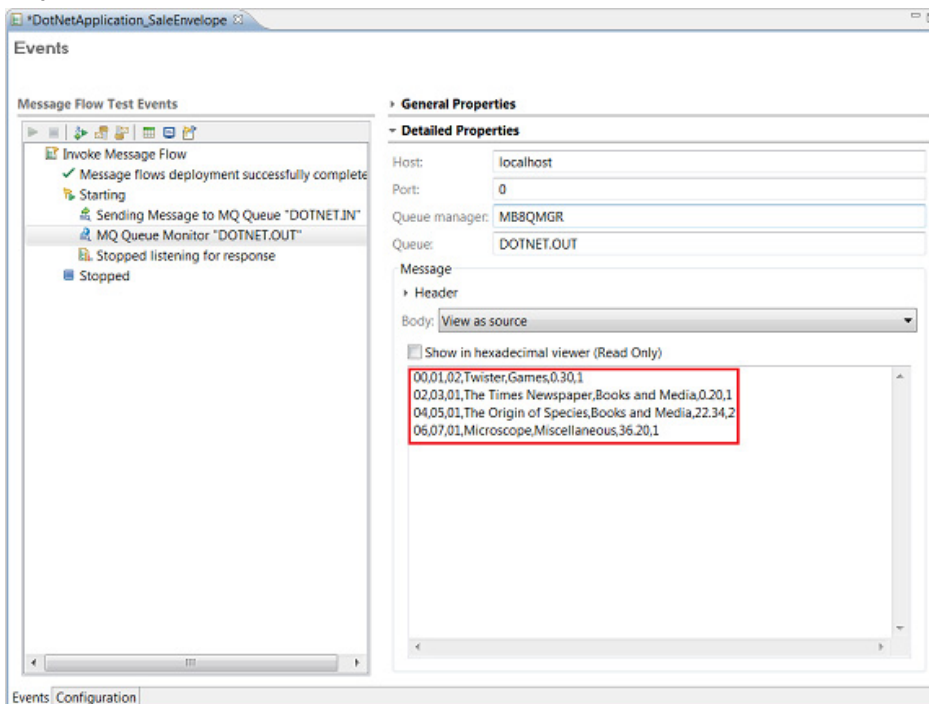 *DotNetApplication_SaleEnvelope
Events
Message Flow Test Events
Invoke Message Flow
Message flows deployment successfully complete
Starting
Sending Message to MQ Queue "DOTNET.IN"
MQ Queue Monitor "DOTNET.OUT"
Stopped listening for response
Stopped
General Properties
Detailed Properties
Host: localhost
Port: 0
Queue manager: MB8QMGR
Queue: DOTNET.OUT
Message
Header
Body: View as source
Show in hexadecimal viewer (Read Only)
00,01,02,Twister,Games,0.30,1
02,03,01,The Times Newspaper,Books and Media,0.20,1
04,05,01,The Origin of Species,Books and Media,22.34,2
06,07,01,Microscope,Miscellaneous,36.20,1
Events Configuration